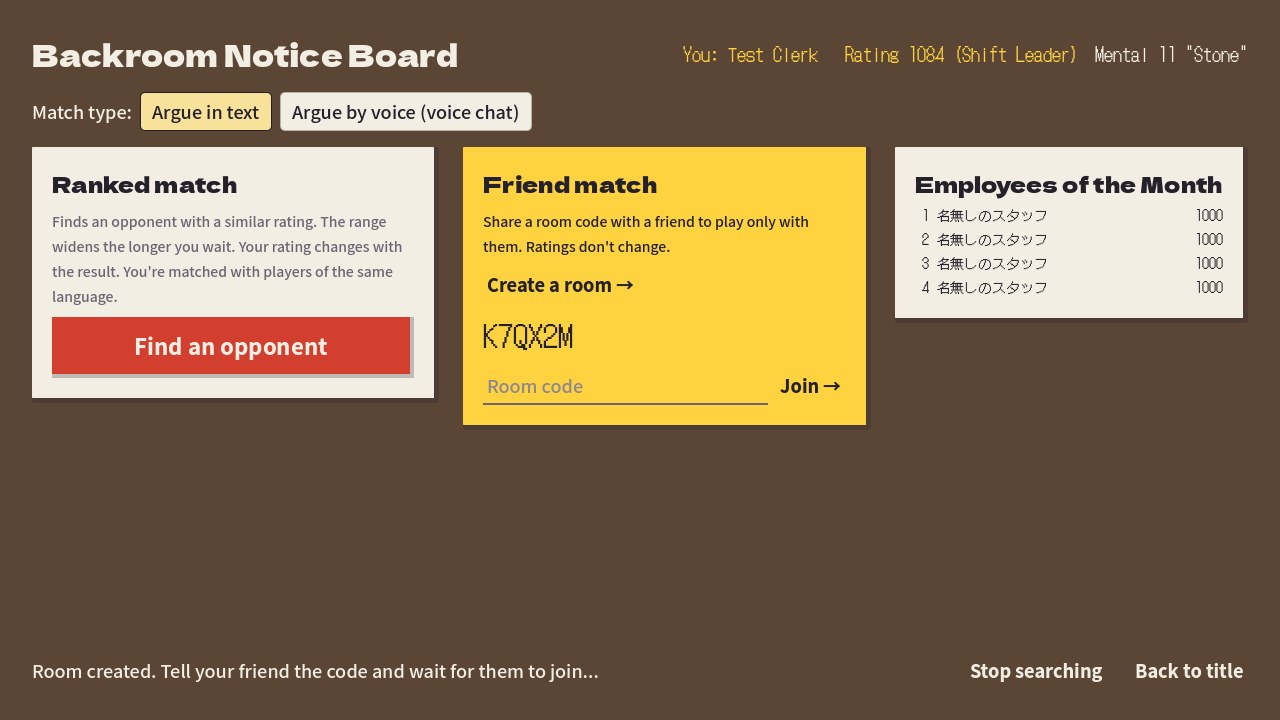 Backroom Notice Board
You: Test Clerk Rating 1084 (Shift Leader) Mental 11 "Stone"
Match type: Argue in text Argue by voice (voice chat)
Ranked match
Finds an opponent with a similar rating. The range
widens the longer you wait. Your rating changes with
the result. You're matched with players of the same
language.
Find an opponent
Friend match
Share a room code with a friend to play only with
them. Ratings don't change.
Create a room →
K7QX2M
Room code Join →
Employees of the Month
1 名無しのスタッフ 1000
2 名無しのスタッフ 1000
3 名無しのスタッフ 1000
4 名無しのスタッフ 1000
Room created. Tell your friend the code and wait for them to join...
Stop searching Back to title